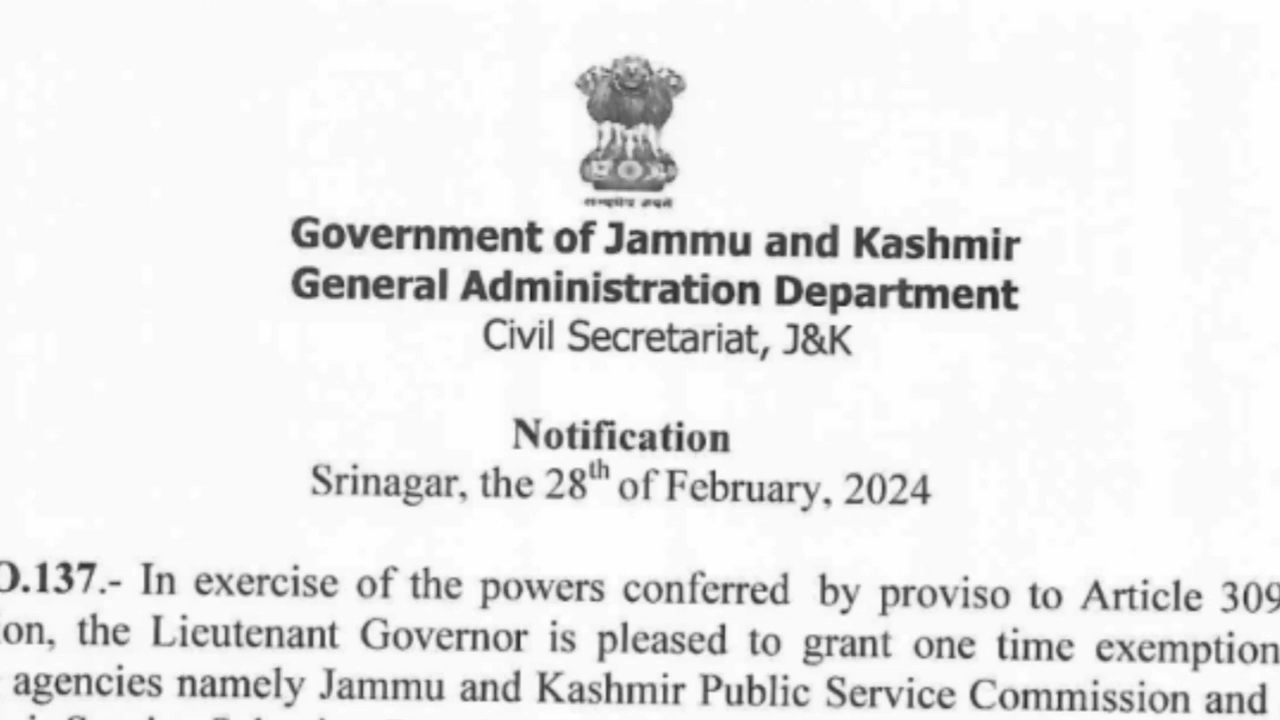 Government of Jammu and Kashmir
General Administration Department
Civil Secretariat, J&K
Notification
Srinagar, the 28th of February, 2024
O.137.- In exercise of the powers conferred by proviso to Article 309
ion, the Lieutenant Governor is pleased to grant one time exemption
agencies namely Jammu and Kashmir Public Service Commission and